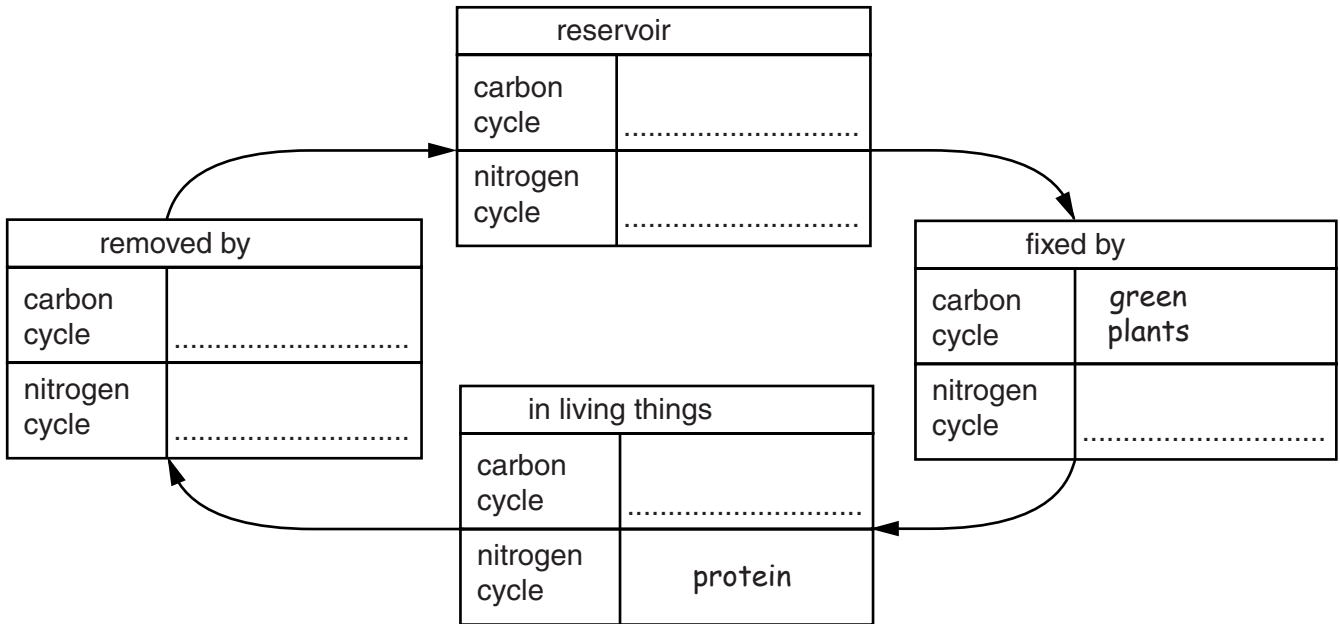 reservoir
carbon
cycle
.............................
nitrogen
cycle
.............................
removed by
carbon
cycle
.............................
nitrogen
cycle
.............................
fixed by
carbon
cycle
green
plants
nitrogen
cycle
..............................
in living things
carbon
cycle
.............................
nitrogen
cycle
protein